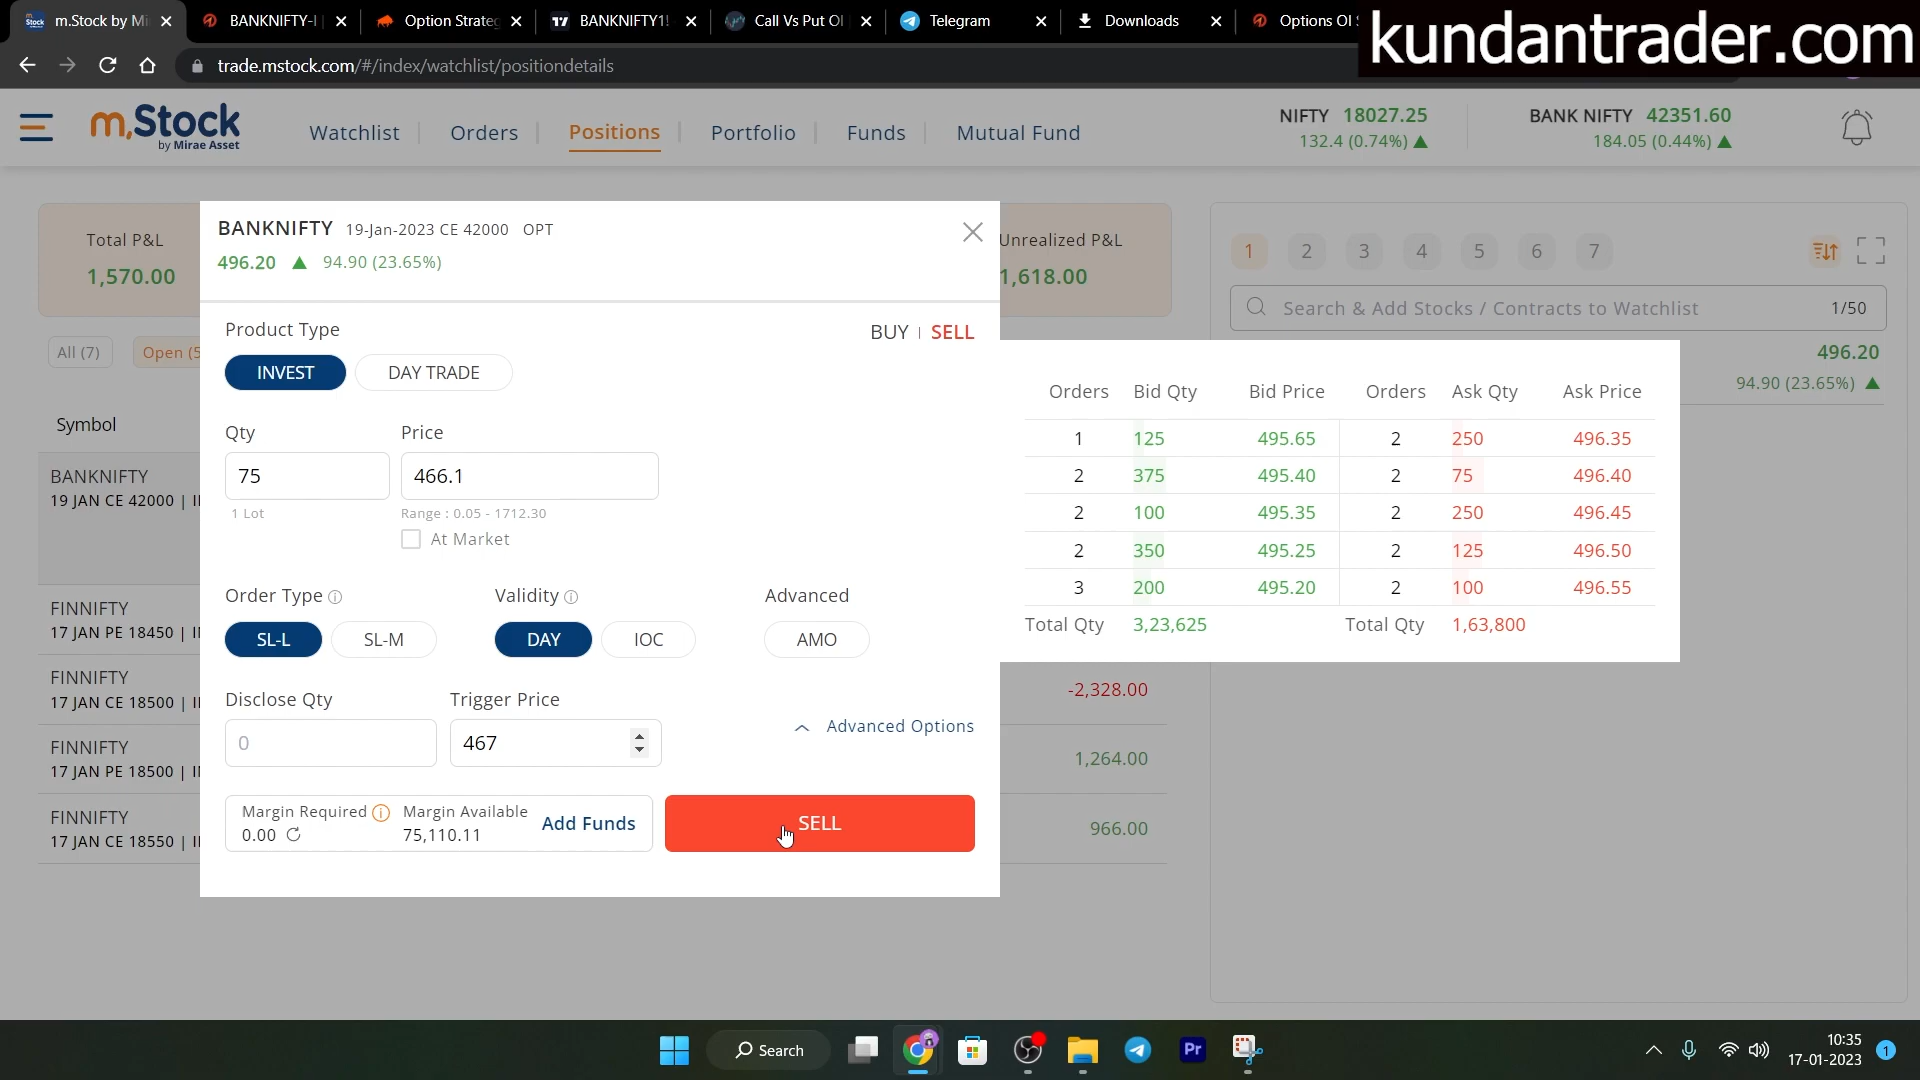 m.Stock by Mi
BANKNIFTY-I
Option Strateg
BANKNIFTY1!
Call Vs Put OI
Telegram
Downloads
Options OI S
kundantrader.com
trade.mstock.com/#/index/watchlist/positiondetails
m.Stock
by Mirae Asset
Watchlist
Orders
Positions
Portfolio
Funds
Mutual Fund
NIFTY 18027.25
132.4 (0.74%)
BANK NIFTY 42351.60
184.05 (0.44%)
Total P&L
1,570.00
Unrealized P&L
1,618.00
All (7)
Open (5
Symbol
BANKNIFTY
19 JAN CE 42000 |
FINNIFTY
17 JAN PE 18450 |
FINNIFTY
17 JAN CE 18500 |
FINNIFTY
17 JAN PE 18500 |
FINNIFTY
17 JAN CE 18550 |
BANKNIFTY 19-Jan-2023 CE 42000 OPT
496.20 94.90 (23.65%)
Product Type
BUY | SELL
INVEST
DAY TRADE
Qty
Price
75
466.1
1 Lot
Range : 0.05 - 1712.30
At Market
Order Type
Validity
Advanced
SL-L
SL-M
DAY
IOC
AMO
Disclose Qty
Trigger Price
0
467
Advanced Options
Margin Required
0.00
Margin Available
75,110.11
Add Funds
SELL
1 2 3 4 5 6 7
Search & Add Stocks / Contracts to Watchlist
1/50
496.20
94.90 (23.65%)
Orders Bid Qty Bid Price Orders Ask Qty Ask Price
1 125 495.65 2 250 496.35
2 375 495.40 2 75 496.40
2 100 495.35 2 250 496.45
2 350 495.25 2 125 496.50
3 200 495.20 2 100 496.55
Total Qty 3,23,625 Total Qty 1,63,800
-2,328.00
1,264.00
966.00
Search
Pr
10:35
17-01-2023
1